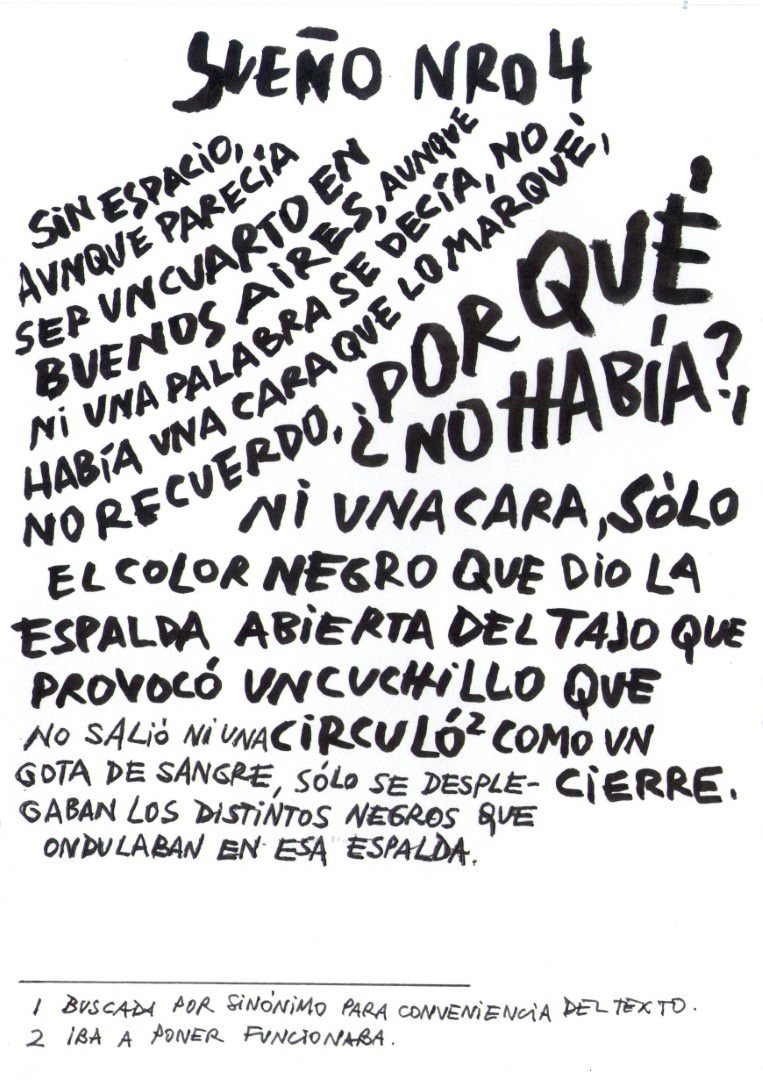 SUEÑO NRO 4
SIN ESPACIO,
AUNQUE PARECÍA
SER UN CUARTO EN
BUENOS AIRES, AUNQUE
NI UNA PALABRA SE DECÍA, NO
HABÍA UNA CARA QUE LO MARQUE,¹
NO RECUERDO.
¿POR QUÉ
NO HABÍA?,
NI UNA CARA, SÓLO
EL COLOR NEGRO QUE DIO LA
ESPALDA ABIERTA DEL TAJO QUE
PROVOCÓ UN CUCHILLO QUE
CIRCULÓ² COMO UN
CIERRE.
NO SALIÓ NI UNA
GOTA DE SANGRE, SÓLO SE DESPLE-
GABAN LOS DISTINTOS NEGROS QUE
ONDULABAN EN ESA ESPALDA.
1 BUSCADA POR SINÓNIMO PARA CONVENIENCIA DEL TEXTO.
2 IBA A PONER FUNCIONABA.